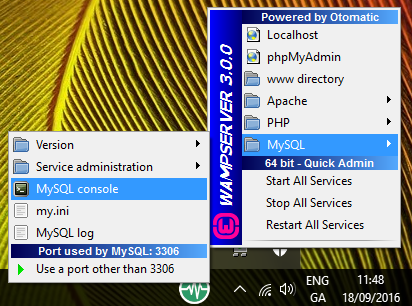 Powered by Otomatic
Localhost
phpMyAdmin
www directory
Apache
PHP
MySQL
64 bit - Quick Admin
Start All Services
Stop All Services
Restart All Services
WAMPSERVER 3.0.0
Version
Service administration
MySQL console
my.ini
MySQL log
Port used by MySQL: 3306
Use a port other than 3306
ENG
GA
11:48
18/09/2016